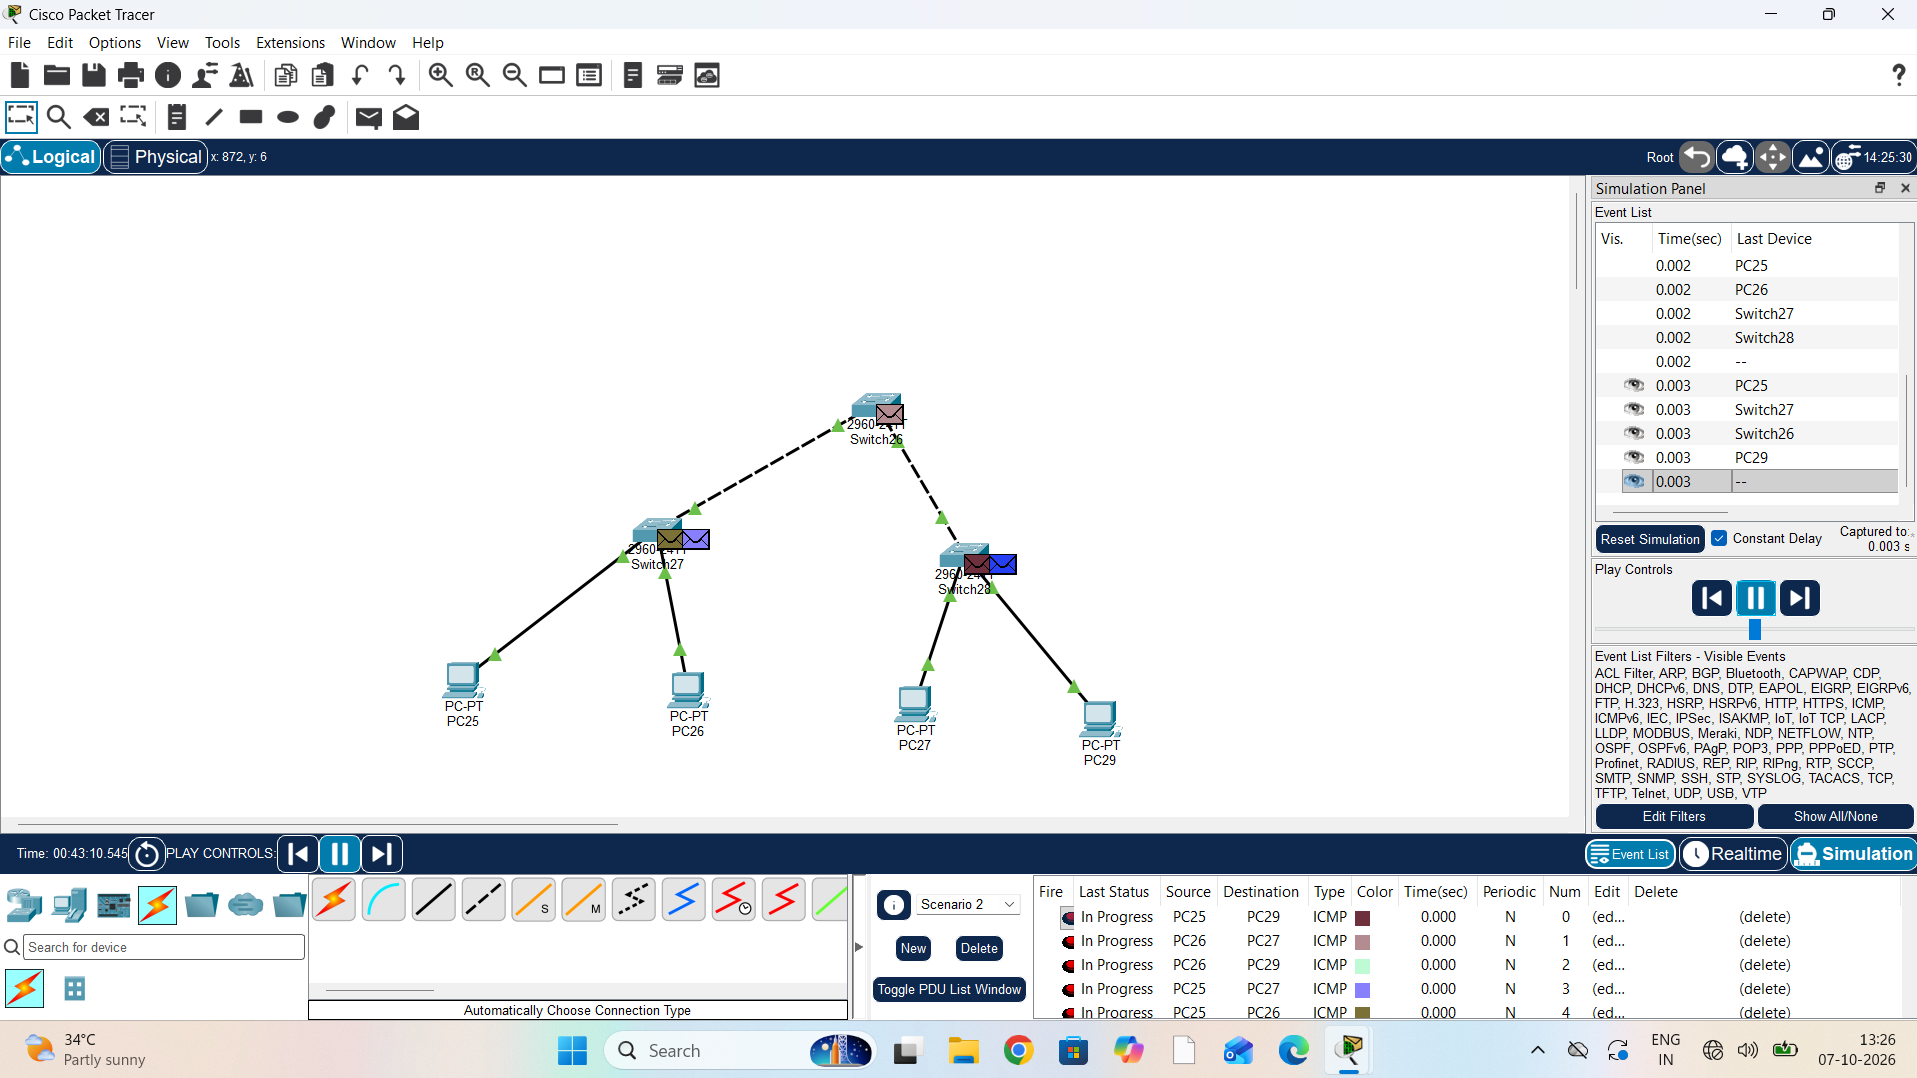 Cisco Packet Tracer
File Edit Options View Tools Extensions Window Help
Logical Physical x: 872, y: 6 Root 14:25:30
Simulation Panel
Event List
Vis. Time(sec) Last Device
0.002 PC25
0.002 PC26
0.002 Switch27
0.002 Switch28
0.002 --
0.003 PC25
0.003 Switch27
0.003 Switch26
0.003 PC29
0.003 --
Reset Simulation Constant Delay Captured to:
0.003 s
Play Controls
Event List Filters - Visible Events
ACL Filter, ARP, BGP, Bluetooth, CAPWAP, CDP,
DHCP, DHCPv6, DNS, DTP, EAPOL, EIGRP, EIGRPv6,
FTP, H.323, HSRP, HSRPv6, HTTP, HTTPS, ICMP,
ICMPv6, IEC, IPSec, ISAKMP, IoT, IoT TCP, LACP,
LLDP, MODBUS, Meraki, NDP, NETFLOW, NTP,
OSPF, OSPFv6, PAgP, POP3, PPP, PPPoED, PTP,
Profinet, RADIUS, REP, RIP, RIPng, RTP, SCCP,
SMTP, SNMP, SSH, STP, SYSLOG, TACACS, TCP,
TFTP, Telnet, UDP, USB, VTP
Edit Filters Show All/None
Switch26
Switch27
Switch28
PC-PT
PC25
PC-PT
PC26
PC-PT
PC27
PC-PT
PC29
Time: 00:43:10.545 PLAY CONTROLS: Event List Realtime Simulation
S M
Search for device
Automatically Choose Connection Type
Scenario 2
New Delete
Toggle PDU List Window
Fire Last Status Source Destination Type Color Time(sec) Periodic Num Edit Delete
In Progress PC25 PC29 ICMP 0.000 N 0 (ed... (delete)
In Progress PC26 PC27 ICMP 0.000 N 1 (ed... (delete)
In Progress PC26 PC29 ICMP 0.000 N 2 (ed... (delete)
In Progress PC25 PC27 ICMP 0.000 N 3 (ed... (delete)
In Progress PC25 PC26 ICMP 0.000 N 4 (ed... (delete)
34°C
Partly sunny
Search
ENG
IN
13:26
07-10-2026